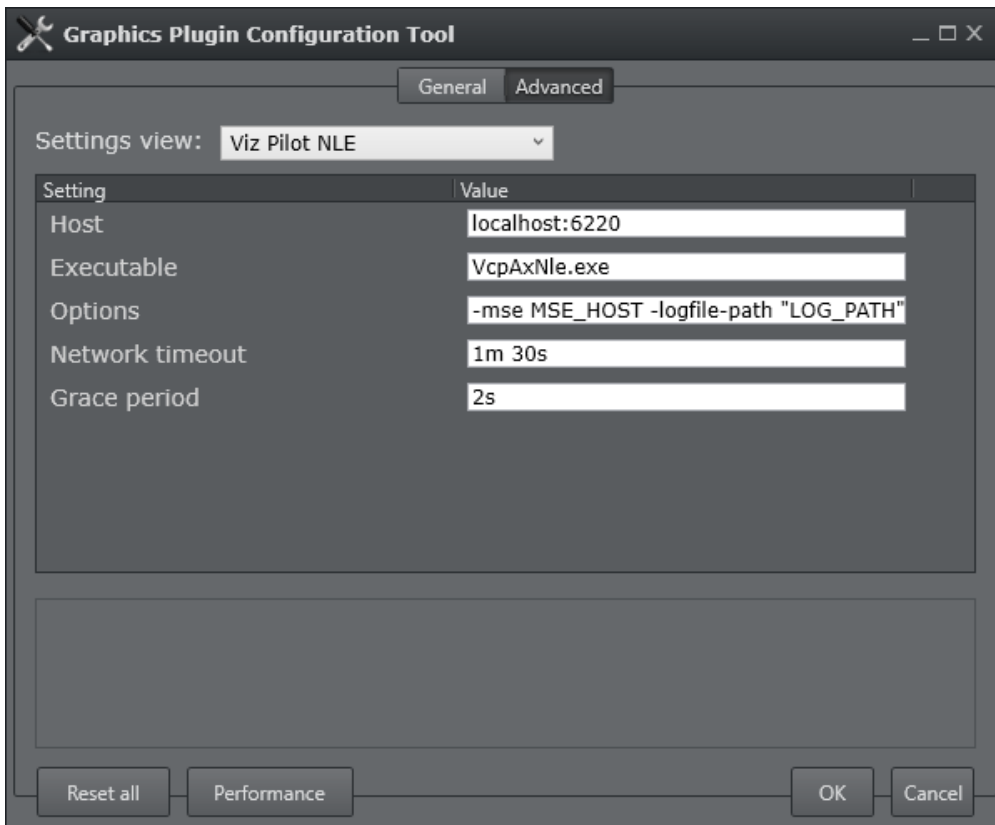 Graphics Plugin Configuration Tool
General Advanced
Settings view: Viz Pilot NLE
Setting Value
Host localhost:6220
Executable VcpAxNle.exe
Options -mse MSE_HOST -logfile-path "LOG_PATH"
Network timeout 1m 30s
Grace period 2s
Reset all Performance OK Cancel